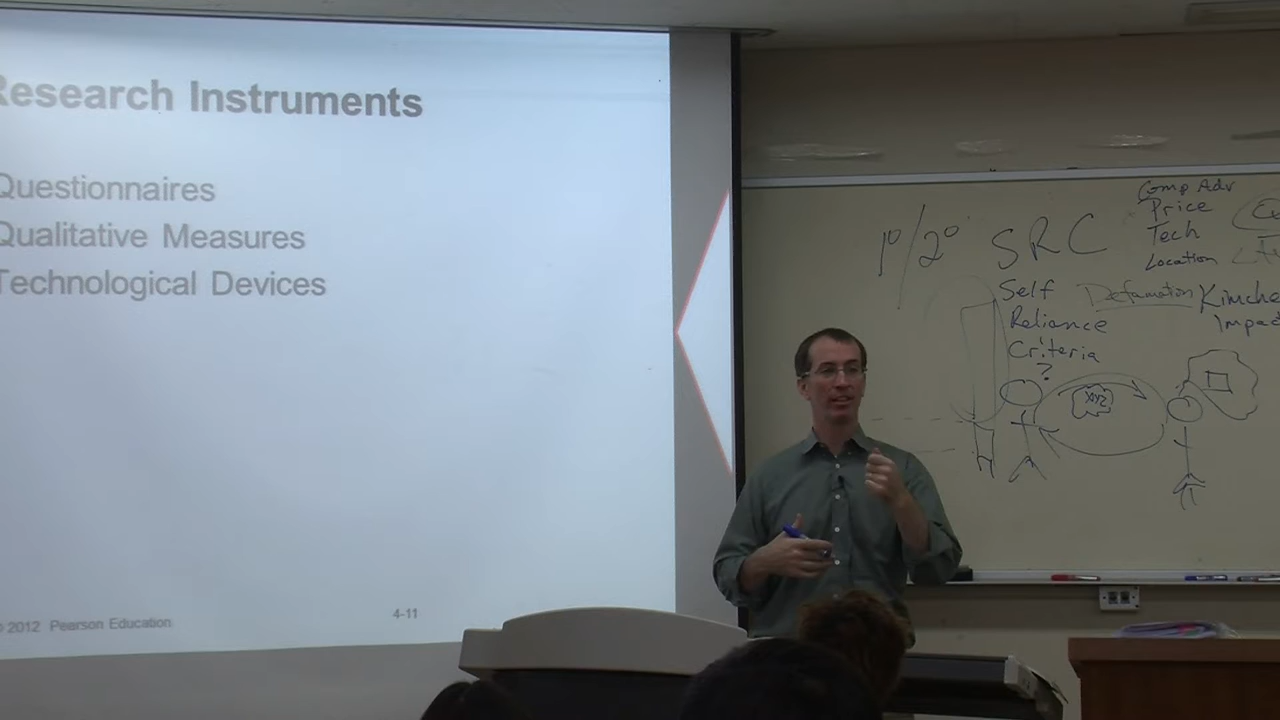 Research Instruments
Questionnaires
Qualitative Measures
Technological Devices
© 2012 Pearson Education
4-11
1°/2° SRC
Self
Reliance
Criteria
?
Comp Adv
Price
Tech
Location
Defamation
XYZ